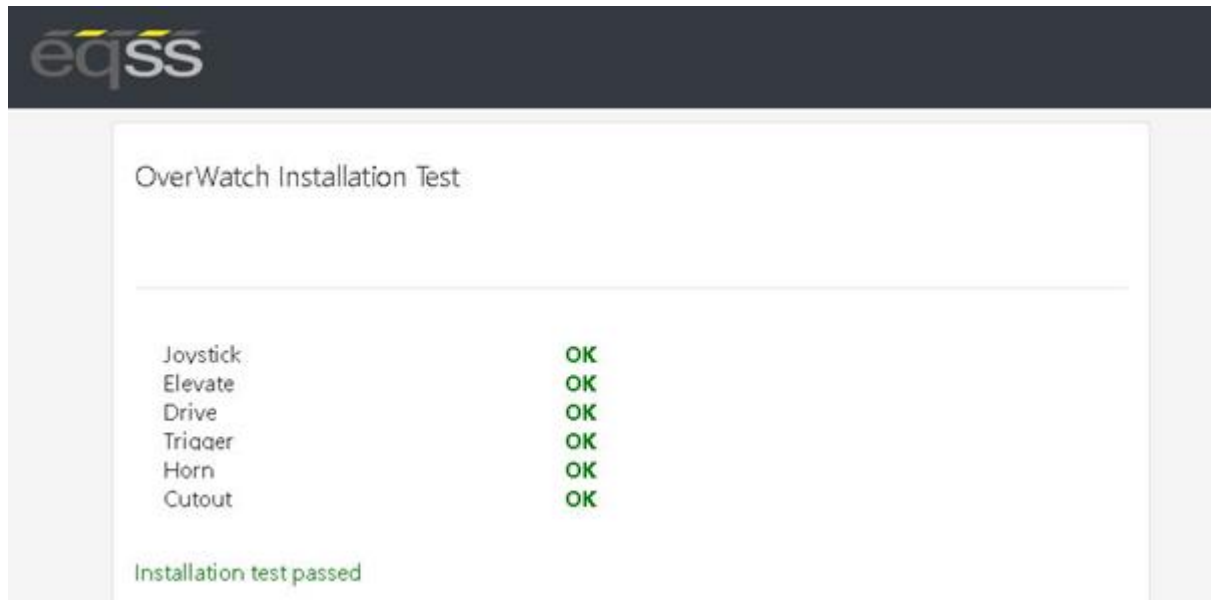 eqss
OverWatch Installation Test
Joystick OK
Elevate OK
Drive OK
Trigger OK
Horn OK
Cutout OK
Installation test passed